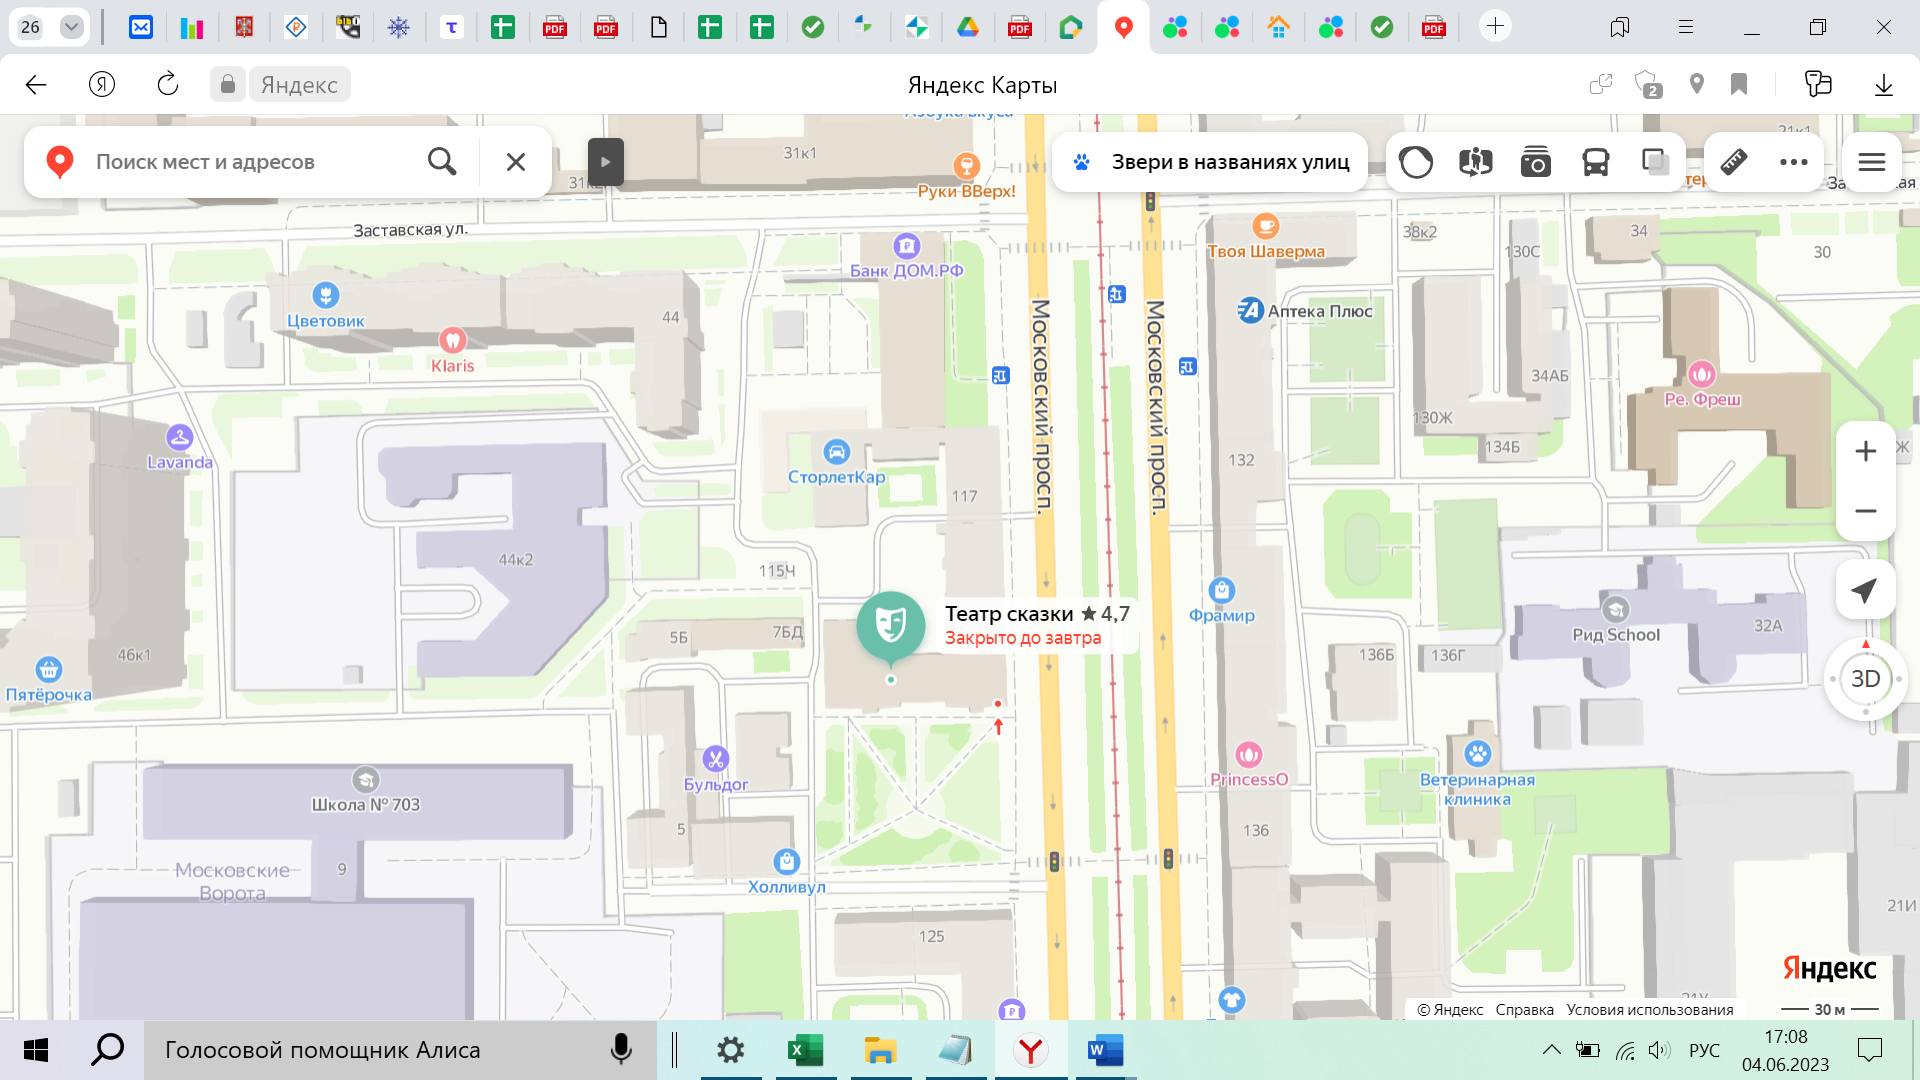 26
Яндекс
Яндекс Карты
2
Поиск мест и адресов
Звери в названиях улиц
31к1
Руки ВВерх!
Заставская ул.
Банк ДОМ.РФ
Твоя Шаверма
38к2
130С
34
30
Цветовик
44
Аптека Плюс
Klaris
Московский просп.
Московский просп.
34АБ
Ре. Фреш
130Ж
134Б
Lavanda
СторлетКар
117
132
Ж
44к2
115Ч
Театр сказки ★ 4,7
Закрыто до завтра
Фрамир
Рид School
32А
5Б
7БД
46к1
136Б
136Г
3D
Пятёрочка
Бульдог
PrincessO
Ветеринарная
клиника
Школа № 703
5
136
Московские
Ворота
9
Холливул
125
21И
Яндекс
© Яндекс Справка Условия использования
30 м
Голосовой помощник Алиса
РУС
17:08
04.06.2023